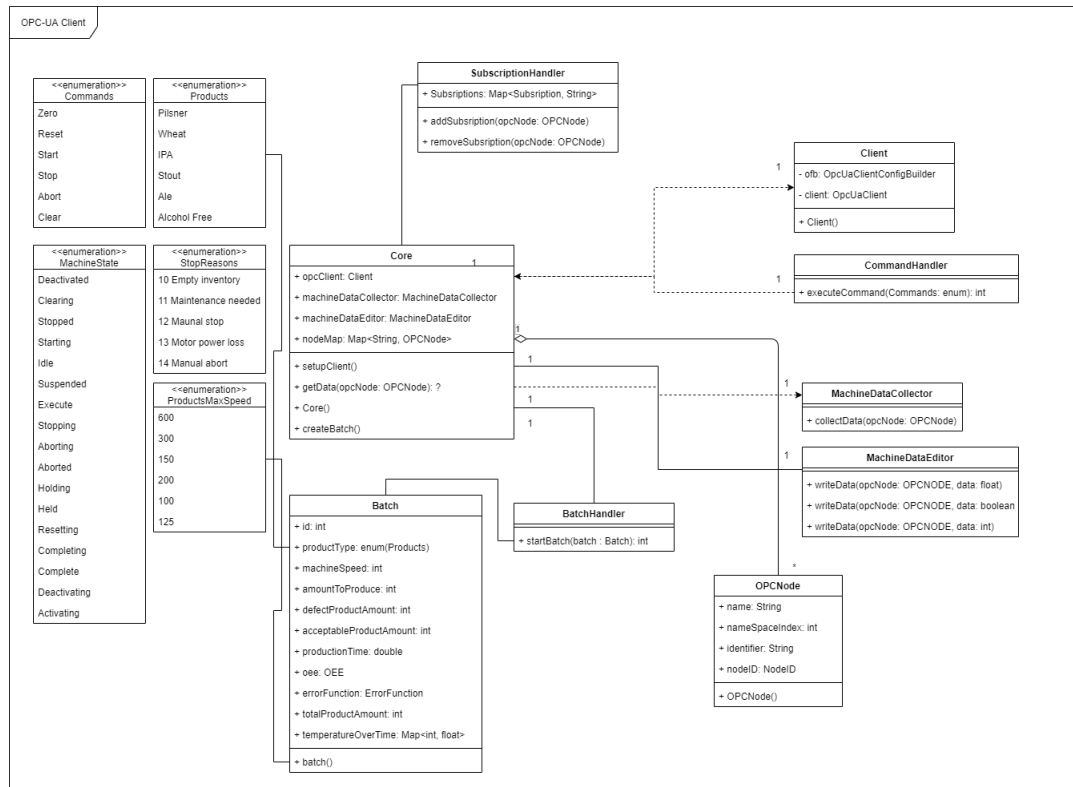 OPC-UA Client
<<enumeration>>
Commands
Zero
Reset
Start
Stop
Abort
Clear
<<enumeration>>
Products
Pilsner
Wheat
IPA
Stout
Ale
Alcohol Free
<<enumeration>>
MachineState
Deactivated
Clearing
Stopped
Starting
Idle
Suspended
Execute
Stopping
Aborting
Aborted
Holding
Held
Resetting
Completing
Complete
Deactivating
Activating
<<enumeration>>
StopReasons
10 Empty inventory
11 Maintenance needed
12 Maunal stop
13 Motor power loss
14 Manual abort
<<enumeration>>
ProductsMaxSpeed
600
300
150
200
100
125
SubscriptionHandler
+ Subsriptions: Map<Subsription, String>
+ addSubsription(opcNode: OPCNode)
+ removeSubsription(opcNode: OPCNode)
Core
+ opcClient: Client
+ machineDataCollector: MachineDataCollector
+ machineDataEditor: MachineDataEditor
+ nodeMap: Map<String, OPCNode>
+ setupClient()
+ getData(opcNode: OPCNode): ?
+ Core()
+ createBatch()
1
1
1
1
1
Batch
+ id: int
+ productType: enum(Products)
+ machineSpeed: int
+ amountToProduce: int
+ defectProductAmount: int
+ acceptableProductAmount: int
+ productionTime: double
+ oee: OEE
+ errorFunction: ErrorFunction
+ totalProductAmount: int
+ temperatureOverTime: Map<int, float>
+ batch()
BatchHandler
+ startBatch(batch : Batch): int
1
Client
- ofb: OpcUaClientConfigBuilder
- client: OpcUaClient
+ Client()
1
CommandHandler
+ executeCommand(Commands: enum): int
1
MachineDataCollector
+ collectData(opcNode: OPCNode)
1
MachineDataEditor
+ writeData(opcNode: OPCNODE, data: float)
+ writeData(opcNode: OPCNODE, data: boolean
+ writeData(opcNode: OPCNODE, data: int)
*
OPCNode
+ name: String
+ nameSpaceIndex: int
+ identifier: String
+ nodeID: NodeID
+ OPCNode()